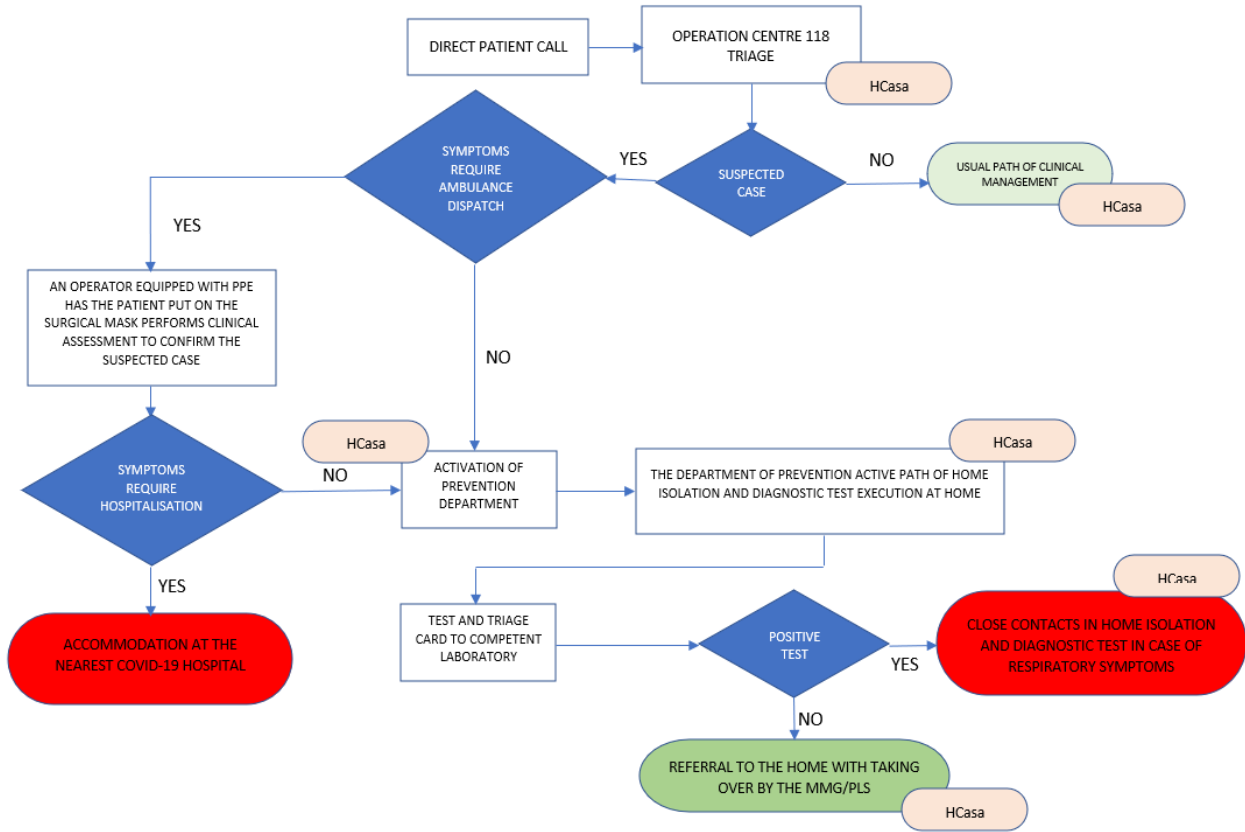 DIRECT PATIENT CALL
OPERATION CENTRE 118
TRIAGE
HCasa
SYMPTOMS
REQUIRE
AMBULANCE
DISPATCH
YES
SUSPECTED
CASE
NO
USUAL PATH OF CLINICAL
MANAGEMENT
HCasa
YES
AN OPERATOR EQUIPPED WITH PPE
HAS THE PATIENT PUT ON THE
SURGICAL MASK PERFORMS CLINICAL
ASSESSMENT TO CONFIRM THE
SUSPECTED CASE
NO
SYMPTOMS
REQUIRE
HOSPITALISATION
NO
HCasa
ACTIVATION OF
PREVENTION
DEPARTMENT
HCasa
THE DEPARTMENT OF PREVENTION ACTIVE PATH OF HOME
ISOLATION AND DIAGNOSTIC TEST EXECUTION AT HOME
YES
ACCOMMODATION AT THE
NEAREST COVID-19 HOSPITAL
TEST AND TRIAGE
CARD TO COMPETENT
LABORATORY
POSITIVE
TEST
YES
HCasa
CLOSE CONTACTS IN HOME ISOLATION
AND DIAGNOSTIC TEST IN CASE OF
RESPIRATORY SYMPTOMS
NO
REFERRAL TO THE HOME WITH TAKING
OVER BY THE MMG/PLS
HCasa